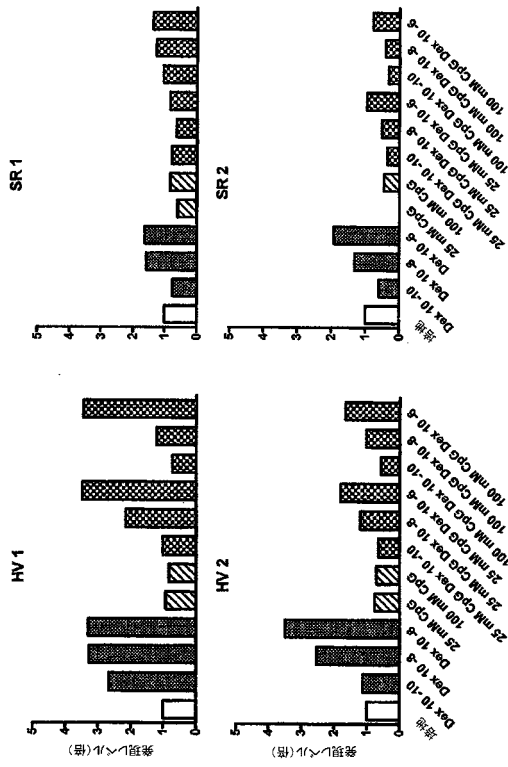 HV 1
発現レベル(倍)
5
4
3
2
1
0
SR 1
5
4
3
2
1
0
HV 2
発現レベル(倍)
5
4
3
2
1
0
培地
Dex 10 -10
Dex 10 -8
Dex 10 -6
25 mM CpG
100 mM CpG
25 mM CpG Dex 10 -10
25 mM CpG Dex 10 -8
25 mM CpG Dex 10 -6
100 mM CpG Dex 10 -10
100 mM CpG Dex 10 -8
100 mM CpG Dex 10 -6
SR 2
5
4
3
2
1
0
培地
Dex 10 -10
Dex 10 -8
Dex 10 -6
25 mM CpG
100 mM CpG
25 mM CpG Dex 10 -10
25 mM CpG Dex 10 -8
25 mM CpG Dex 10 -6
100 mM CpG Dex 10 -10
100 mM CpG Dex 10 -8
100 mM CpG Dex 10 -6